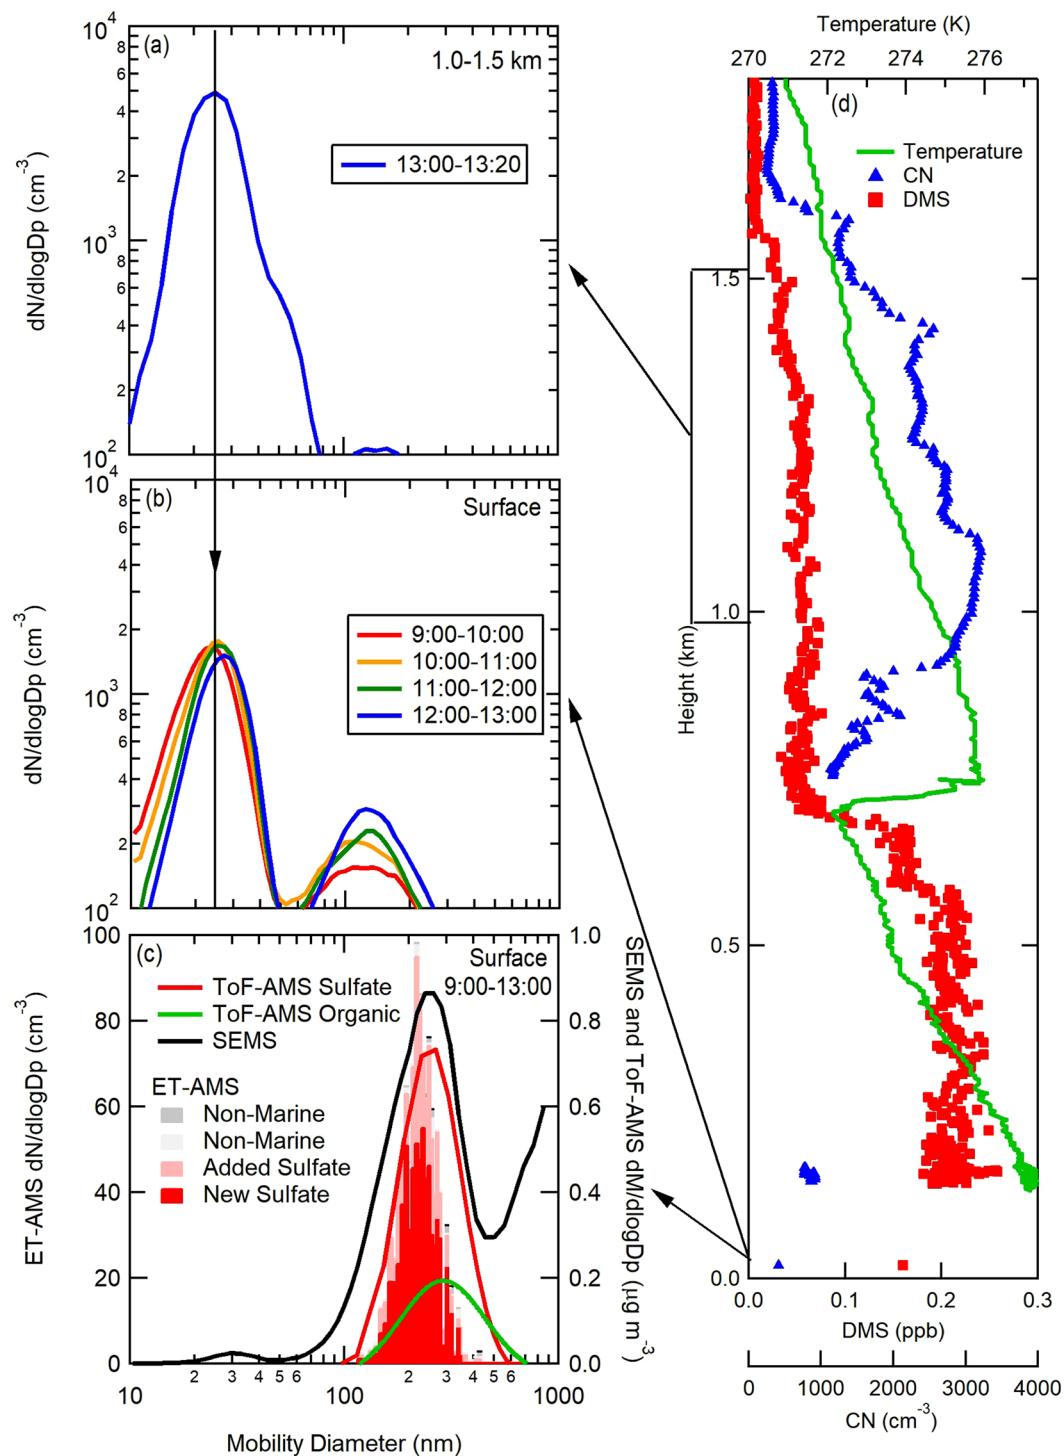 (a)
1.0-1.5 km
13:00-13:20
10⁴
8
6
4
2
10³
8
6
4
2
10²
dN/dlogDp (cm⁻³)
(b)
Surface
9:00-10:00
10:00-11:00
11:00-12:00
12:00-13:00
10⁴
8
6
4
2
10³
8
6
4
2
10²
dN/dlogDp (cm⁻³)
(c)
Surface
9:00-13:00
ToF-AMS Sulfate
ToF-AMS Organic
SEMS
ET-AMS
Non-Marine
Non-Marine
Added Sulfate
New Sulfate
100
80
60
40
20
0
ET-AMS dN/dlogDp (cm⁻³)
1.0
0.8
0.6
0.4
0.2
0.0
SEMS and ToF-AMS dM/dlogDp (µg m⁻³)
10 2 3 4 5 6 100 2 3 4 5 6 1000
Mobility Diameter (nm)
Temperature (K)
270 272 274 276
(d)
Temperature
CN
DMS
1.5
1.0
0.5
0.0
Height (km)
0.0 0.1 0.2 0.3
DMS (ppb)
0 1000 2000 3000 4000
CN (cm⁻³)